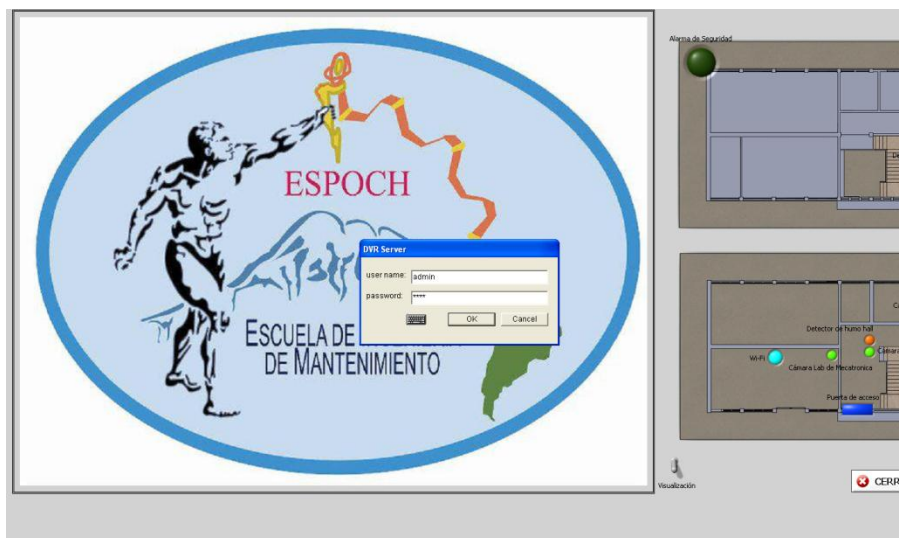 Alarma de Seguridad
ESPOCH
DVR Server
user name: admin
password: ****
OK Cancel
ESCUELA DE
DE MANTENIMIENTO
Detector de humo hall
Wi-Fi
Cámara Lab de Mecatronica
Puerta de acceso
Visualización
CERR